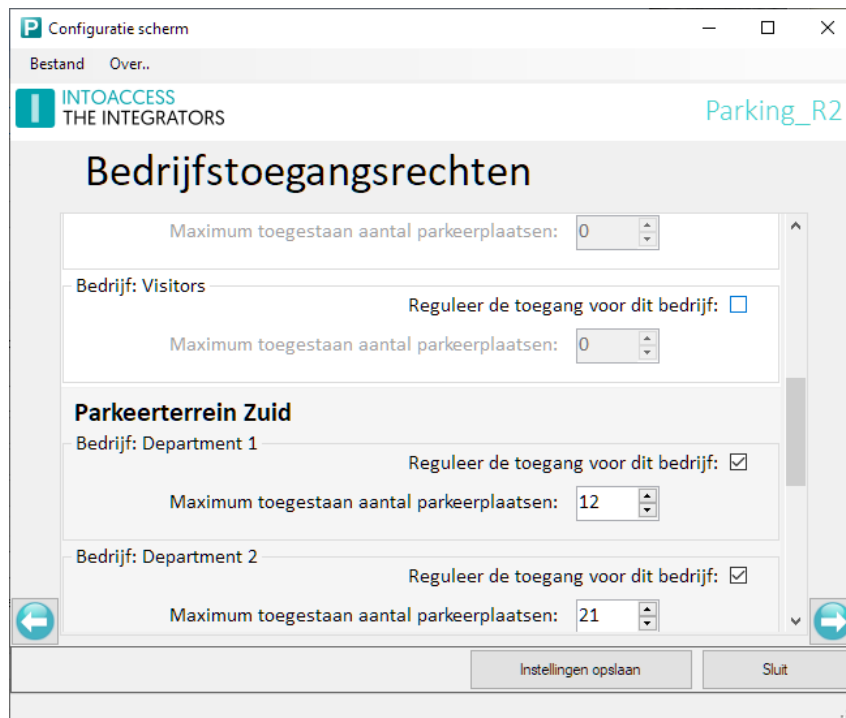 Configuratie scherm
Bestand Over..
INTOACCESS
THE INTEGRATORS
Parking_R2
Bedrijfstoegangsrechten
Maximum toegestaan aantal parkeerplaatsen: 0
Bedrijf: Visitors
Reguleer de toegang voor dit bedrijf:
Maximum toegestaan aantal parkeerplaatsen: 0
Parkeerterrein Zuid
Bedrijf: Department 1
Reguleer de toegang voor dit bedrijf:
Maximum toegestaan aantal parkeerplaatsen: 12
Bedrijf: Department 2
Reguleer de toegang voor dit bedrijf:
Maximum toegestaan aantal parkeerplaatsen: 21
Instellingen opslaan Sluit